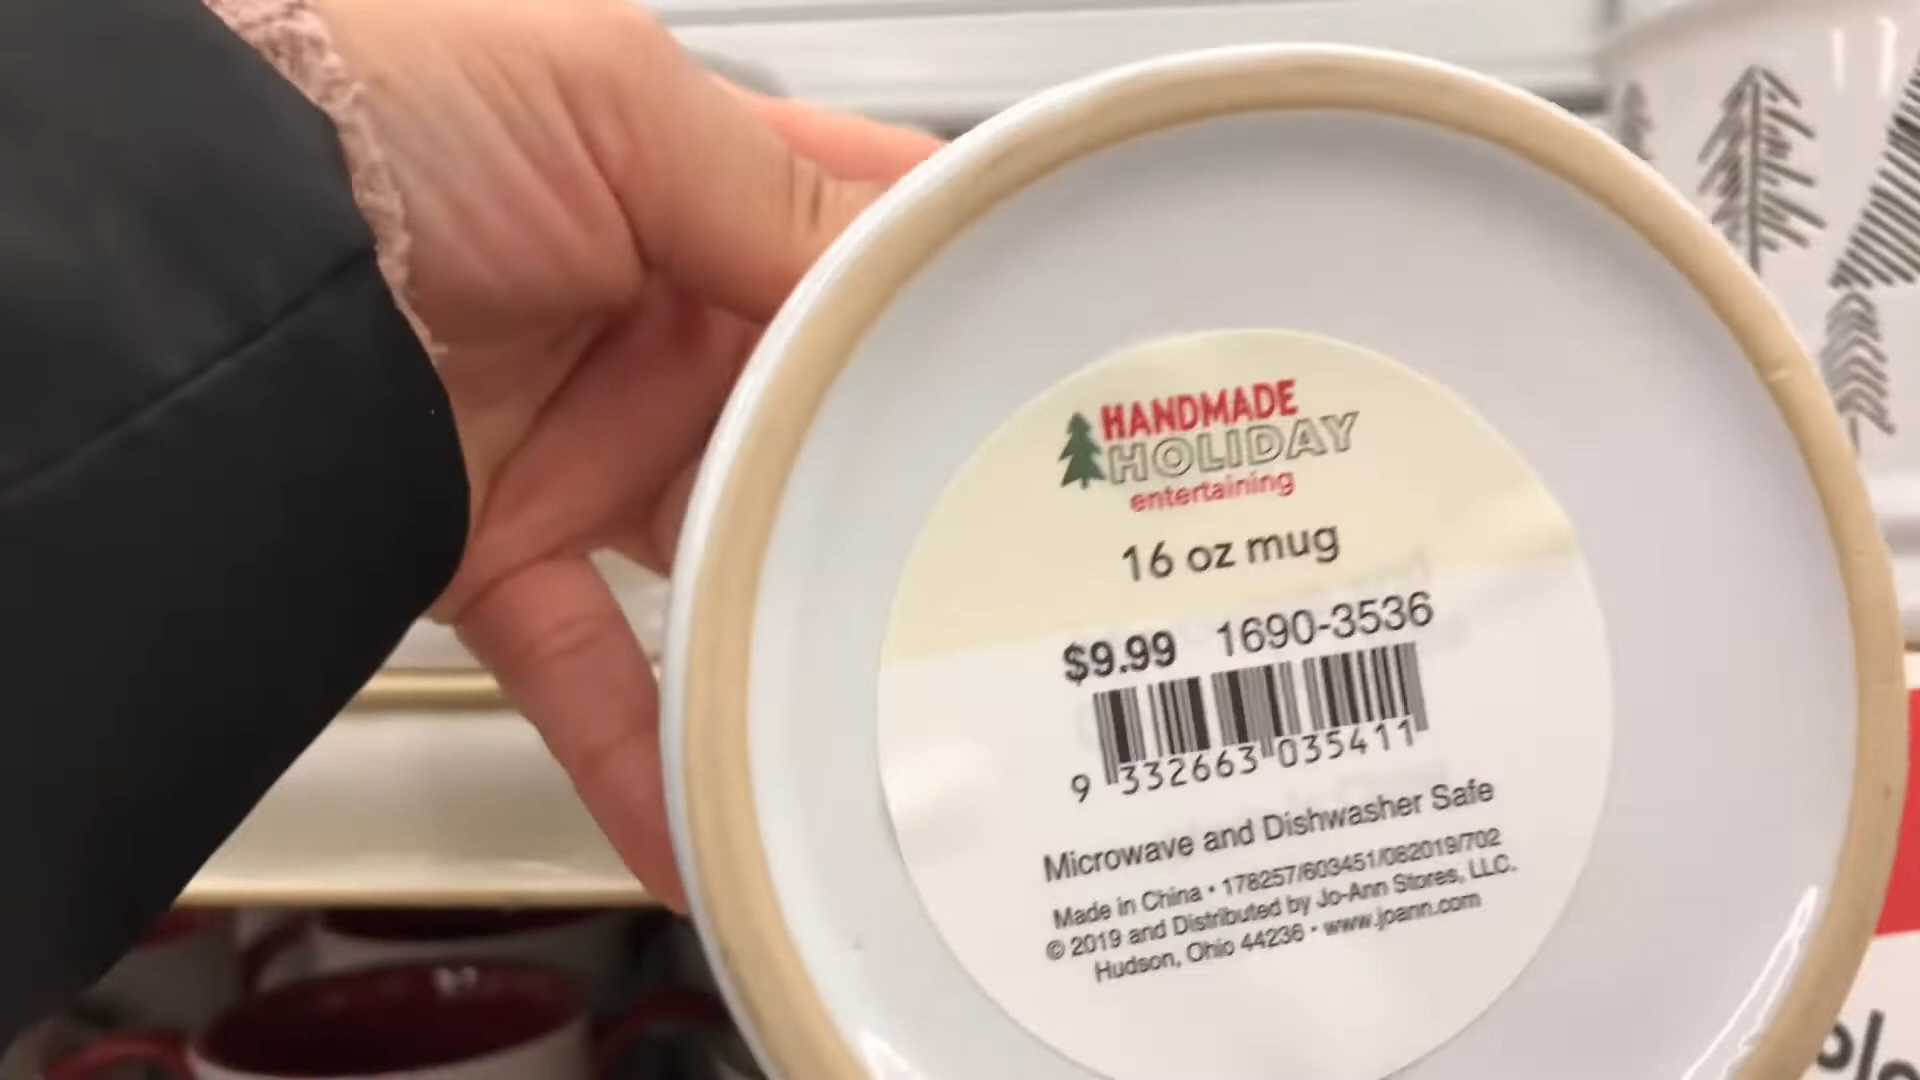 HANDMADE
HOLIDAY
entertaining
16 oz mug
$9.99 1690-3536
9 332663 035411
Microwave and Dishwasher Safe
Made in China • 178257/603451/082019/702
© 2019 and Distributed by Jo-Ann Stores, LLC.
Hudson, Ohio 44236 • www.joann.com
%